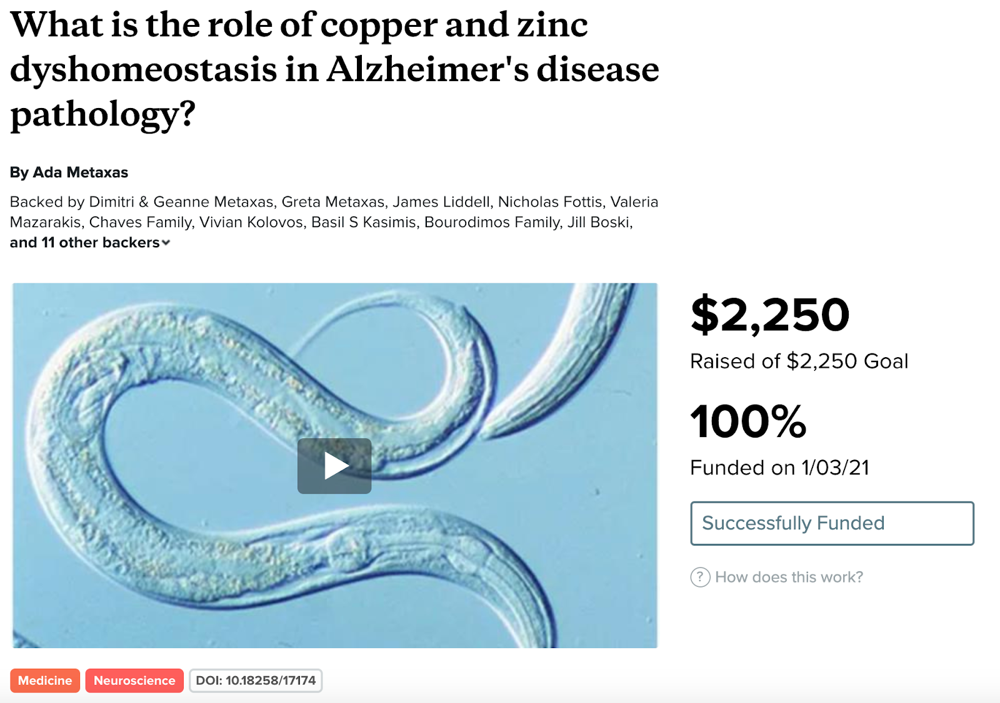 What is the role of copper and zinc
dyshomeostasis in Alzheimer's disease
pathology?
By Ada Metaxas
Backed by Dimitri & Geanne Metaxas, Greta Metaxas, James Liddell, Nicholas Fottis, Valeria
Mazarakis, Chaves Family, Vivian Kolovos, Basil S Kasimis, Bourodimos Family, Jill Boski,
and 11 other backers
$2,250
Raised of $2,250 Goal
100%
Funded on 1/03/21
Successfully Funded
? How does this work?
Medicine
Neuroscience
DOI: 10.18258/17174